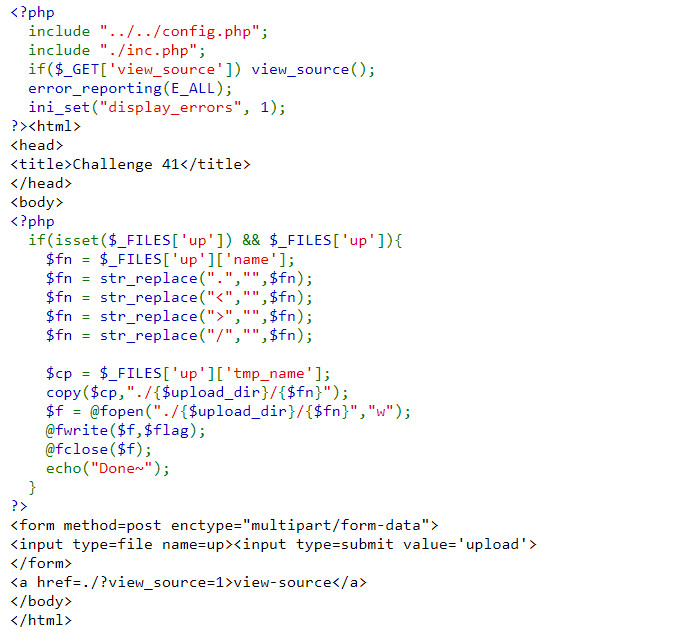 <?php
include "../../config.php";
include "./inc.php";
if($_GET['view_source']) view_source();
error_reporting(E_ALL);
ini_set("display_errors", 1);
?><html>
<head>
<title>Challenge 41</title>
</head>
<body>
<?php
if(isset($_FILES['up']) && $_FILES['up']){
$fn = $_FILES['up']['name'];
$fn = str_replace(".","",$fn);
$fn = str_replace("<","",$fn);
$fn = str_replace(">","",$fn);
$fn = str_replace("/","",$fn);
$cp = $_FILES['up']['tmp_name'];
copy($cp,"./{$upload_dir}/{$fn}");
$f = @fopen("./{$upload_dir}/{$fn}","w");
@fwrite($f,$flag);
@fclose($f);
echo("Done~");
}
?>
<form method=post enctype="multipart/form-data">
<input type=file name=up><input type=submit value='upload'>
</form>
<a href=./?view_source=1>view-source</a>
</body>
</html>